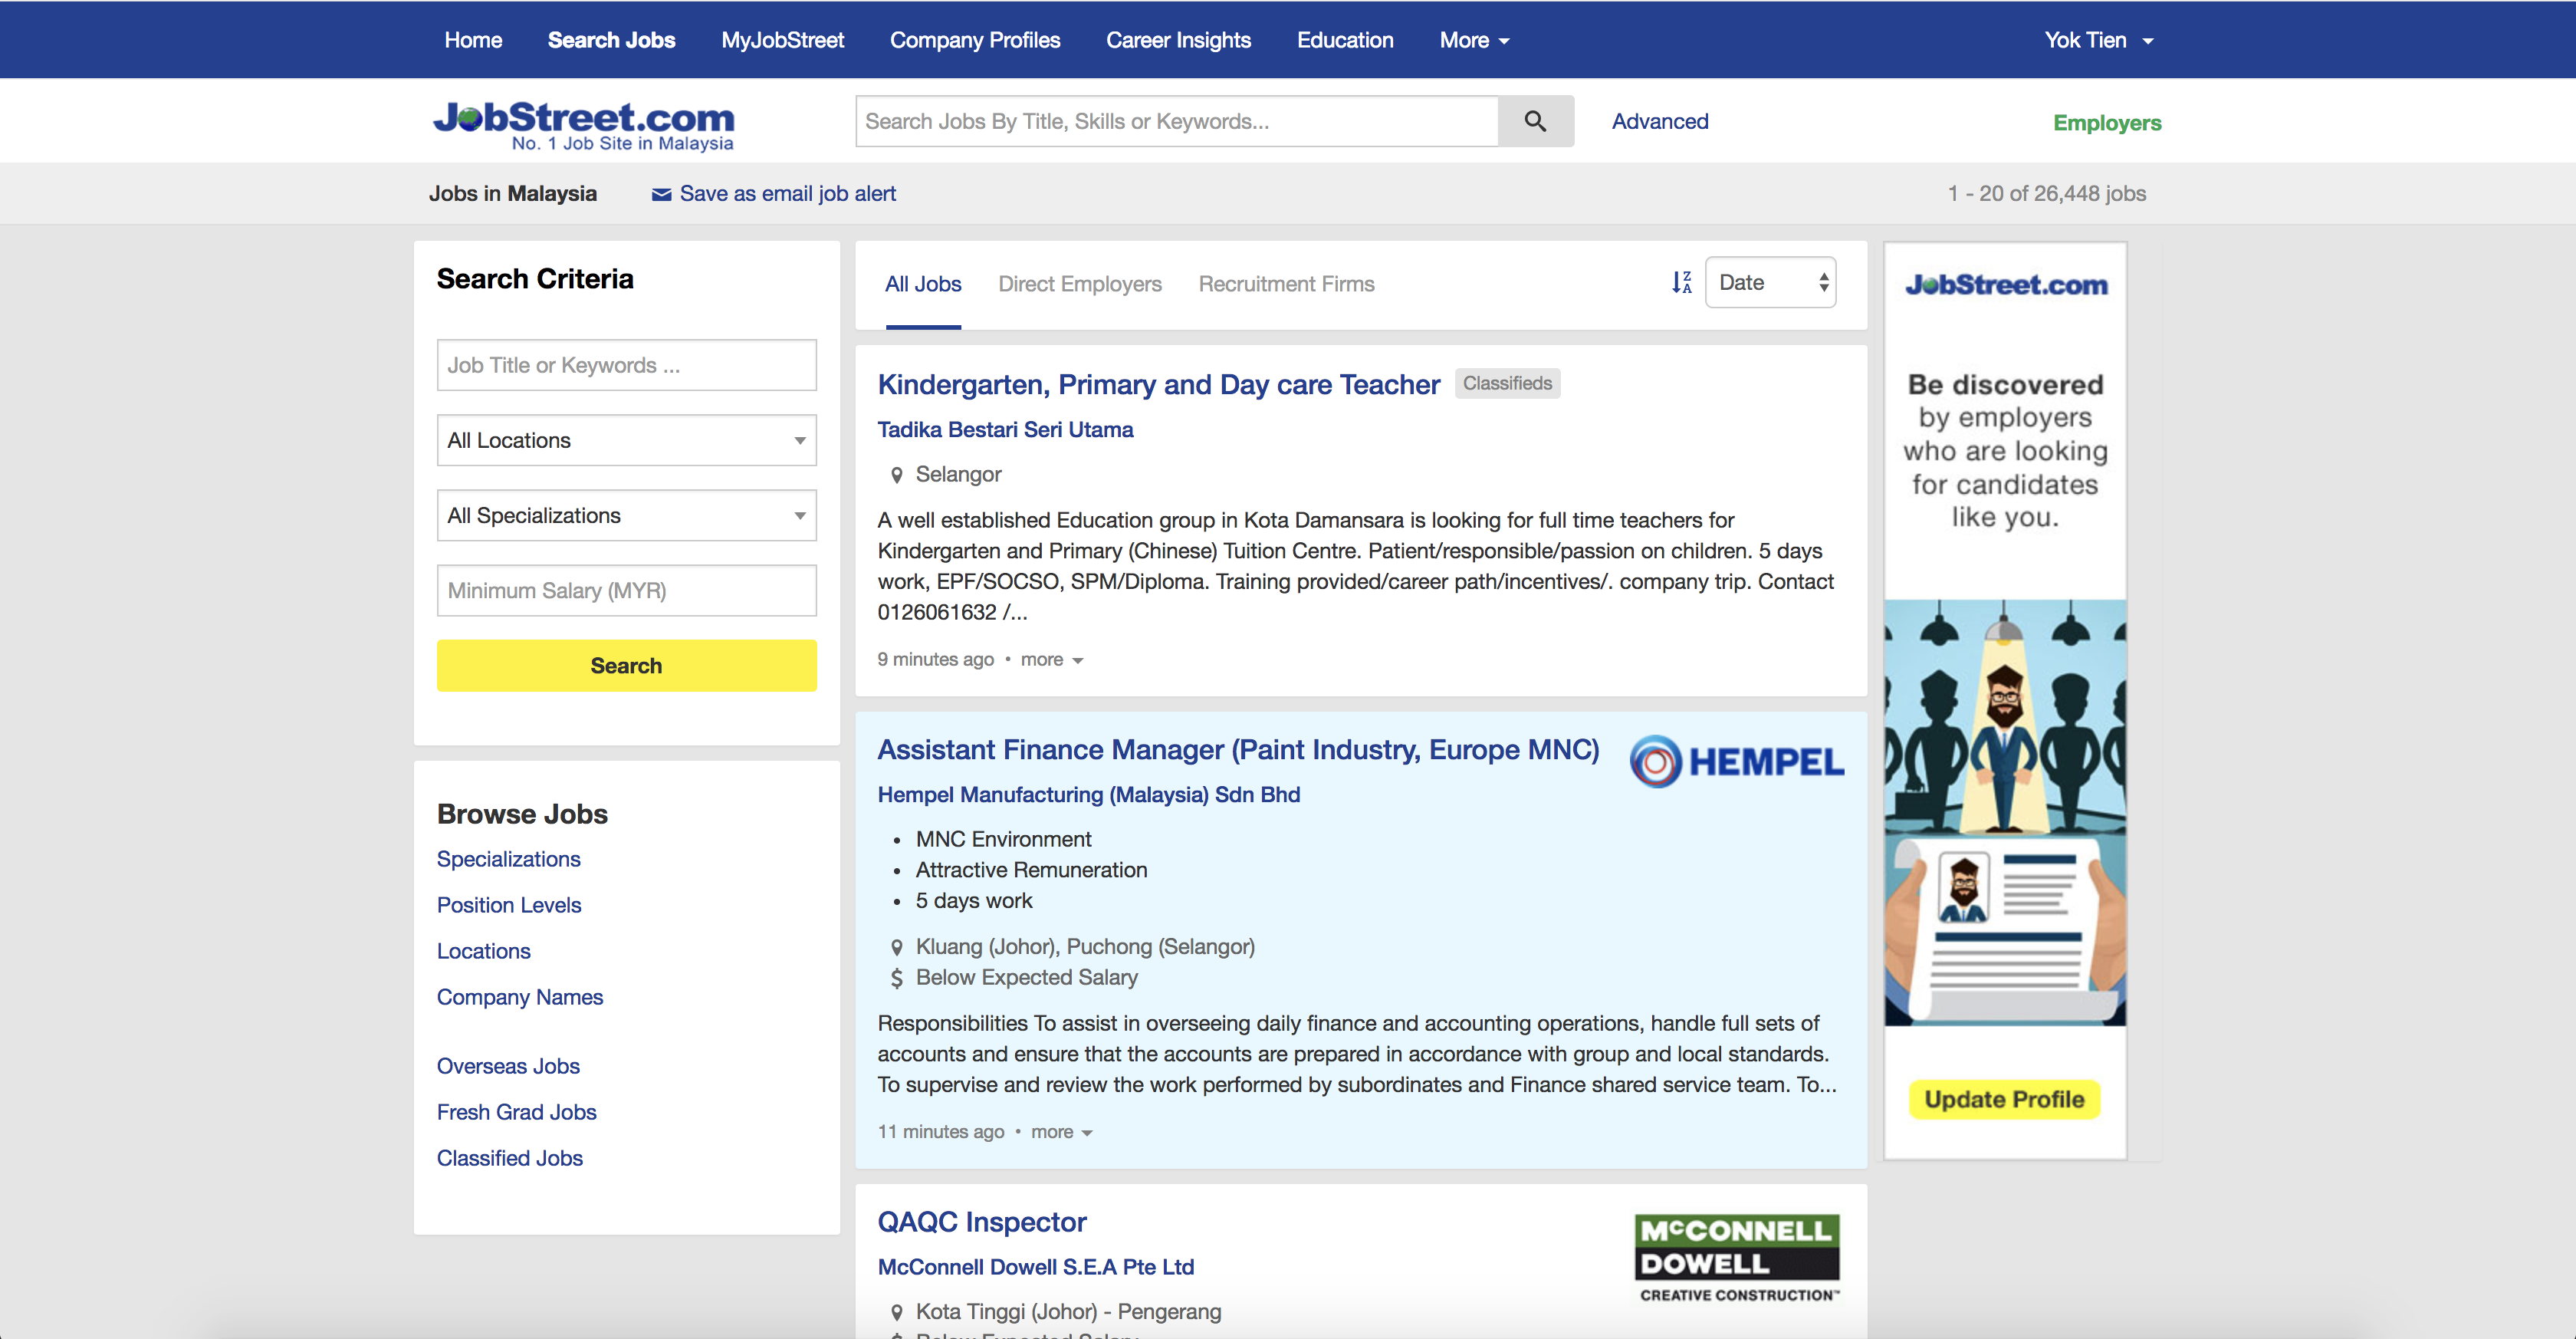 Home Search Jobs MyJobStreet Company Profiles Career Insights Education More Yok Tien
JobStreet.com
No. 1 Job Site in Malaysia
Search Jobs By Title, Skills or Keywords...
Advanced
Employers
Jobs in Malaysia Save as email job alert 1 - 20 of 26,448 jobs
Search Criteria
Job Title or Keywords ...
All Locations
All Specializations
Minimum Salary (MYR)
Search
Browse Jobs
Specializations
Position Levels
Locations
Company Names
Overseas Jobs
Fresh Grad Jobs
Classified Jobs
All Jobs Direct Employers Recruitment Firms Z A Date
Kindergarten, Primary and Day care Teacher Classifieds
Tadika Bestari Seri Utama
Selangor
A well established Education group in Kota Damansara is looking for full time teachers for
Kindergarten and Primary (Chinese) Tuition Centre. Patient/responsible/passion on children. 5 days
work, EPF/SOCSO, SPM/Diploma. Training provided/career path/incentives/. company trip. Contact
0126061632 /...
9 minutes ago • more
Assistant Finance Manager (Paint Industry, Europe MNC)
HEMPEL
Hempel Manufacturing (Malaysia) Sdn Bhd
• MNC Environment
• Attractive Remuneration
• 5 days work
Kluang (Johor), Puchong (Selangor)
$ Below Expected Salary
Responsibilities To assist in overseeing daily finance and accounting operations, handle full sets of
accounts and ensure that the accounts are prepared in accordance with group and local standards.
To supervise and review the work performed by subordinates and Finance shared service team. To...
11 minutes ago • more
QAQC Inspector
McConnell Dowell S.E.A Pte Ltd
Kota Tinggi (Johor) - Pengerang
Below Expected Salary
McCONNELL
DOWELL
CREATIVE CONSTRUCTION™
JobStreet.com
Be discovered
by employers
who are looking
for candidates
like you.
Update Profile